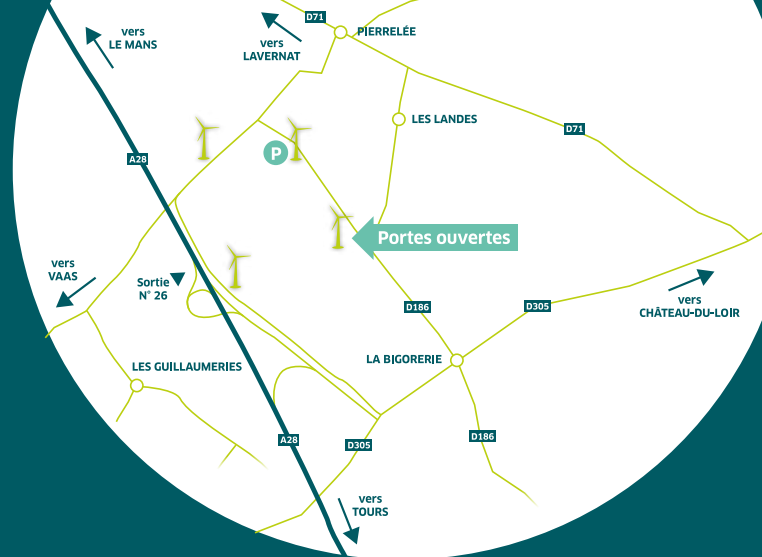 D71
vers
LE MANS
PIERRELÉE
vers
LAVERNAT
LES LANDES
D71
P
A28
Portes ouvertes
vers
VAAS
Sortie
N° 26
vers
CHÂTEAU-DU-LOIR
D186
D305
LA BIGORERIE
LES GUILLAUMERIES
D186
A28
D305
vers
TOURS